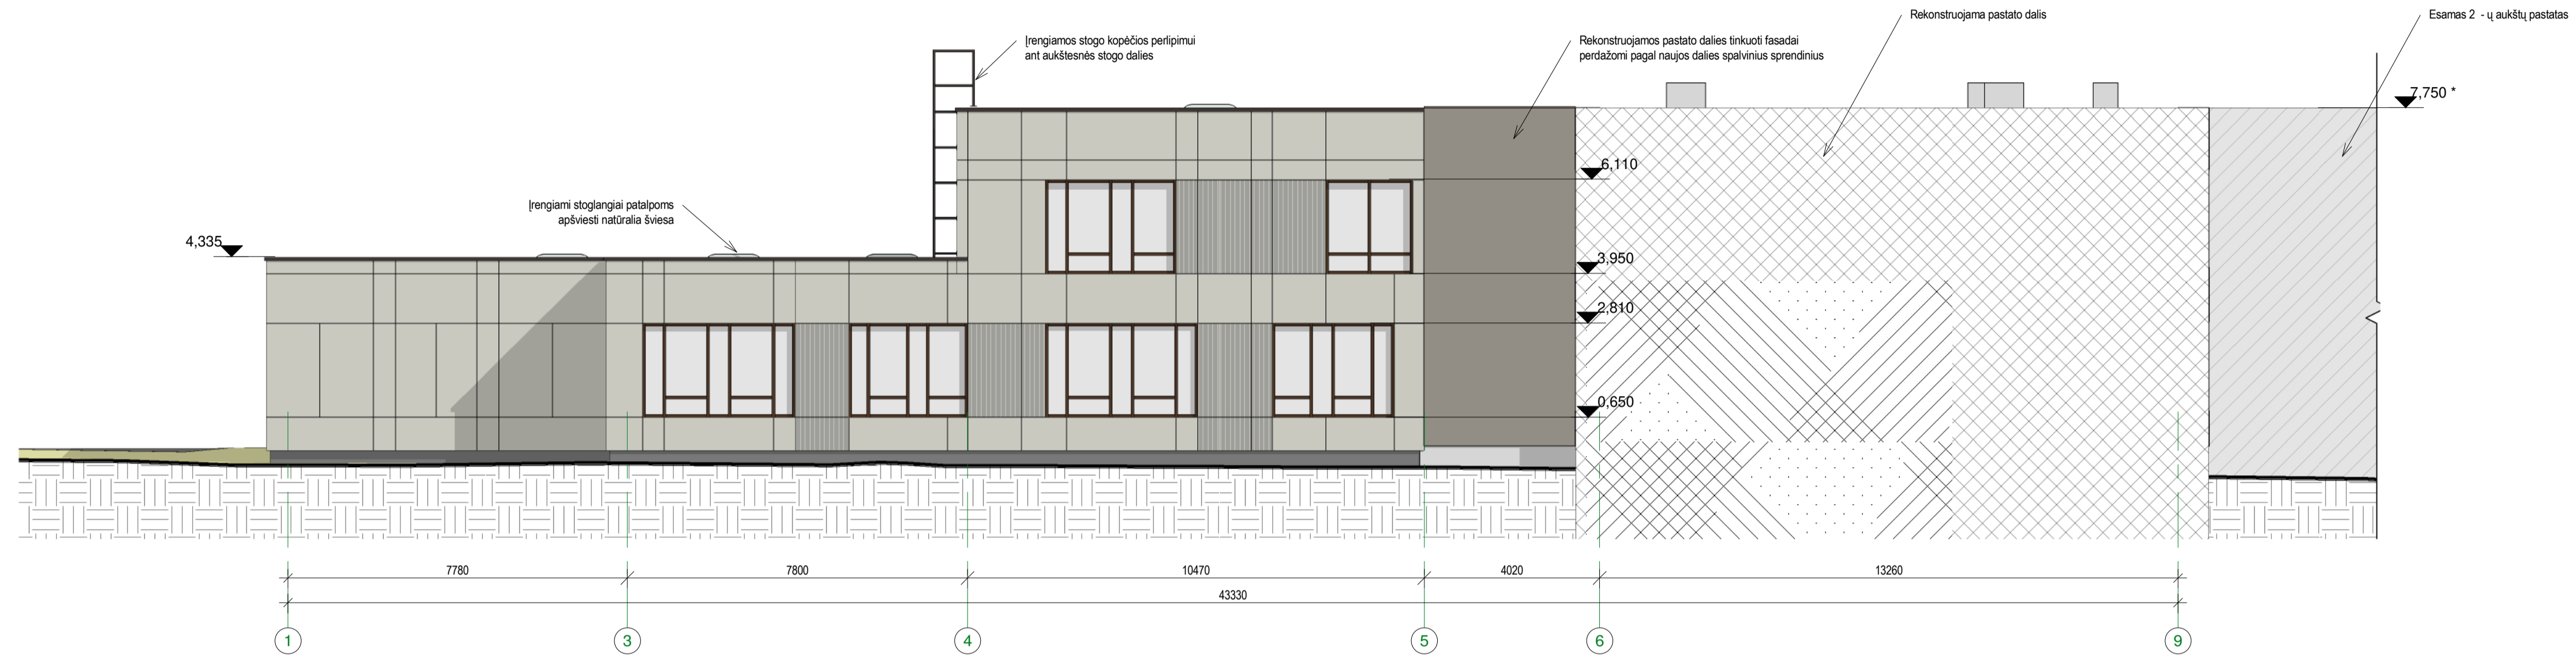 Rekonstruojama pastato dalis
Esamas 2 - ų aukštų pastatas
Įrengiamos stogo kopėčios perlipimui
ant aukštesnės stogo dalies
Rekonstruojamos pastato dalies tinkuoti fasadai
perdažomi pagal naujos dalies spalvinius sprendinius
7,750 *
6,110
Įrengiami stoglangiai patalpoms
apšviesti natūralia šviesa
4,335
3,950
2,810
0,650
7780
7800
10470
4020
13260
43330
1
3
4
5
6
9